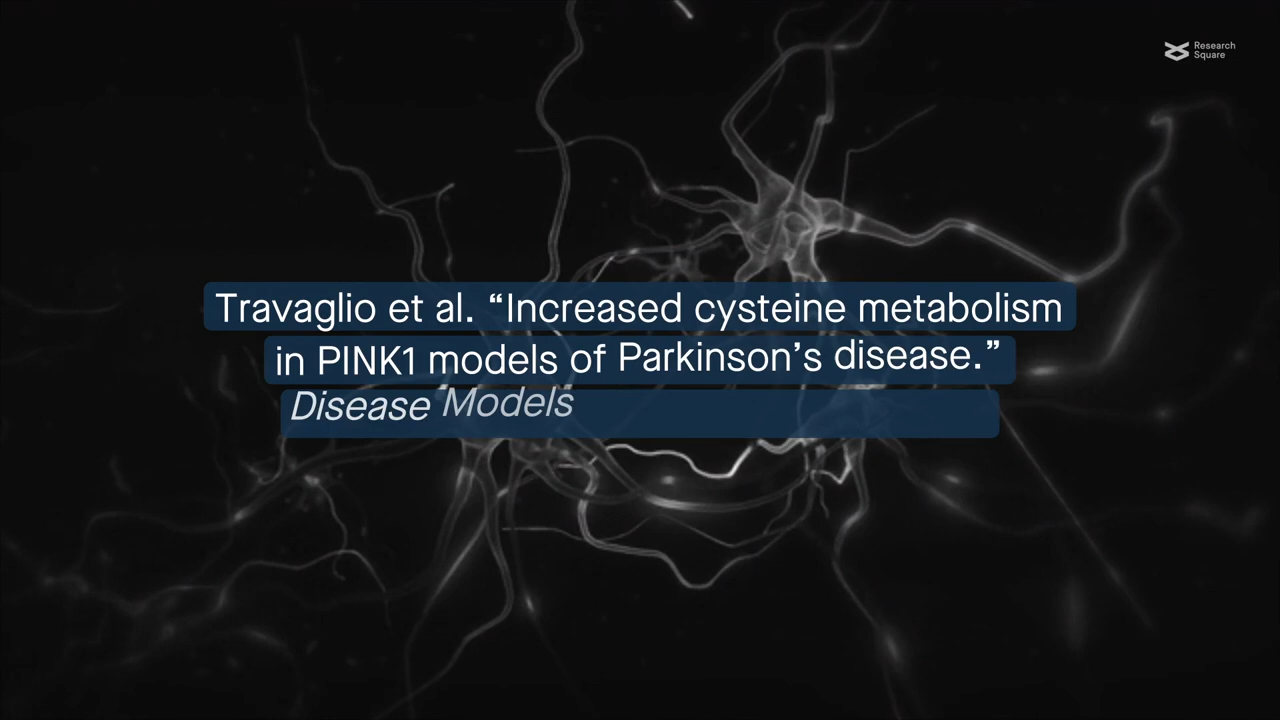 Research
Square
Travaglio et al. “Increased cysteine metabolism
in PINK1 models of Parkinson’s disease.”
Disease Models